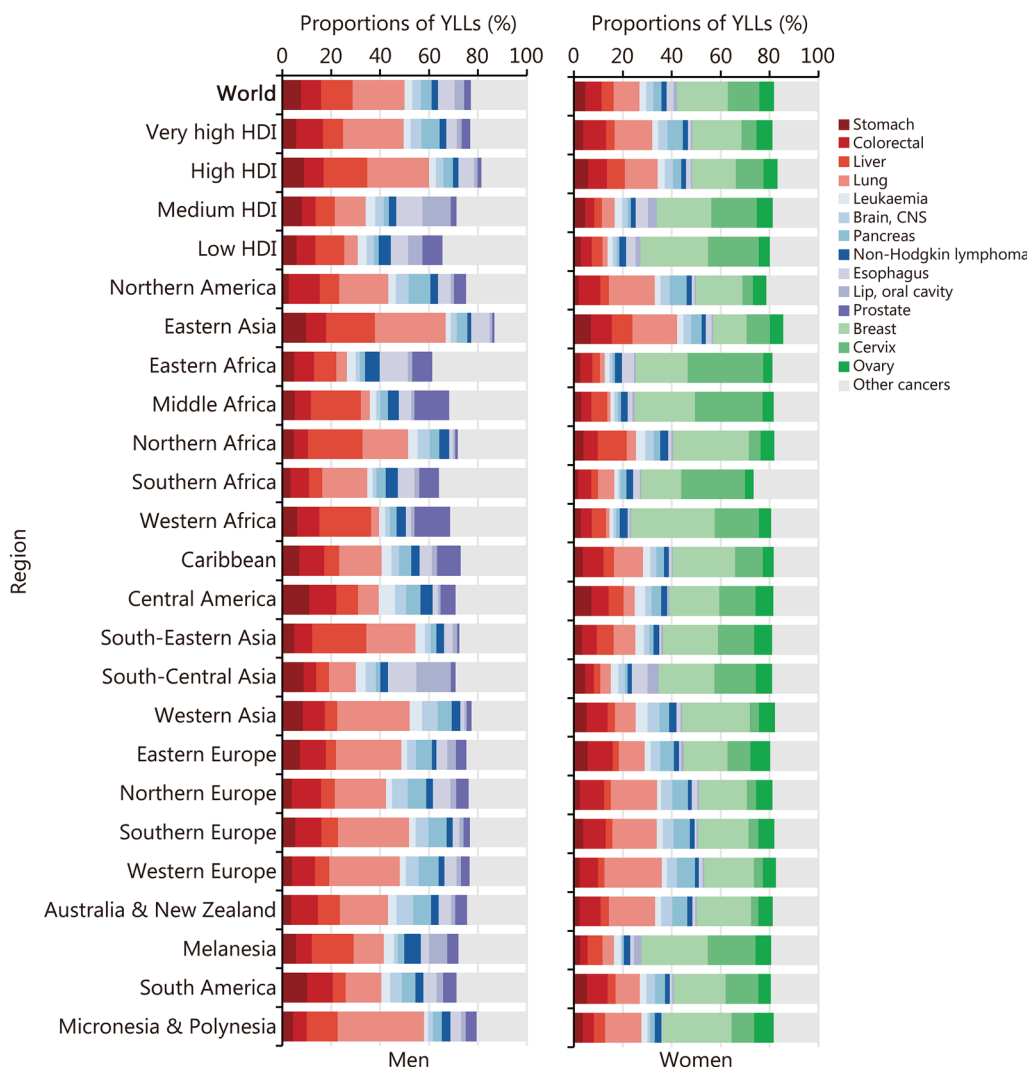 Proportions of YLLs (%)
Proportions of YLLs (%)
0 20 40 60 80 100
0 20 40 60 80 100
World
Very high HDI
High HDI
Medium HDI
Low HDI
Northern America
Eastern Asia
Eastern Africa
Middle Africa
Northern Africa
Southern Africa
Western Africa
Caribbean
Central America
South-Eastern Asia
South-Central Asia
Western Asia
Eastern Europe
Northern Europe
Southern Europe
Western Europe
Australia & New Zealand
Melanesia
South America
Micronesia & Polynesia
Region
Men
Women
Stomach
Colorectal
Liver
Lung
Leukaemia
Brain, CNS
Pancreas
Non-Hodgkin lymphoma
Esophagus
Lip, oral cavity
Prostate
Breast
Cervix
Ovary
Other cancers